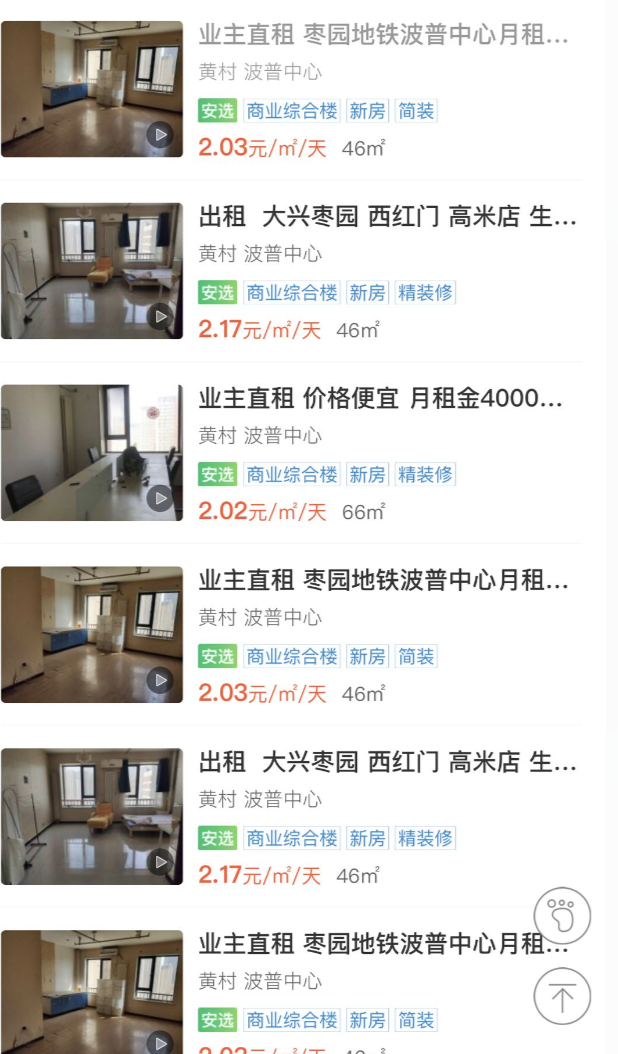 业主直租 枣园地铁波普中心月租...
黄村 波普中心
安选 商业综合楼 新房 简装
2.03元/㎡/天 46㎡
出租 大兴枣园 西红门 高米店 生...
黄村 波普中心
安选 商业综合楼 新房 精装修
2.17元/㎡/天 46㎡
业主直租 价格便宜 月租金4000...
黄村 波普中心
安选 商业综合楼 新房 精装修
2.02元/㎡/天 66㎡
业主直租 枣园地铁波普中心月租...
黄村 波普中心
安选 商业综合楼 新房 简装
2.03元/㎡/天 46㎡
出租 大兴枣园 西红门 高米店 生...
黄村 波普中心
安选 商业综合楼 新房 精装修
2.17元/㎡/天 46㎡
业主直租 枣园地铁波普中心月租...
黄村 波普中心
安选 商业综合楼 新房 简装